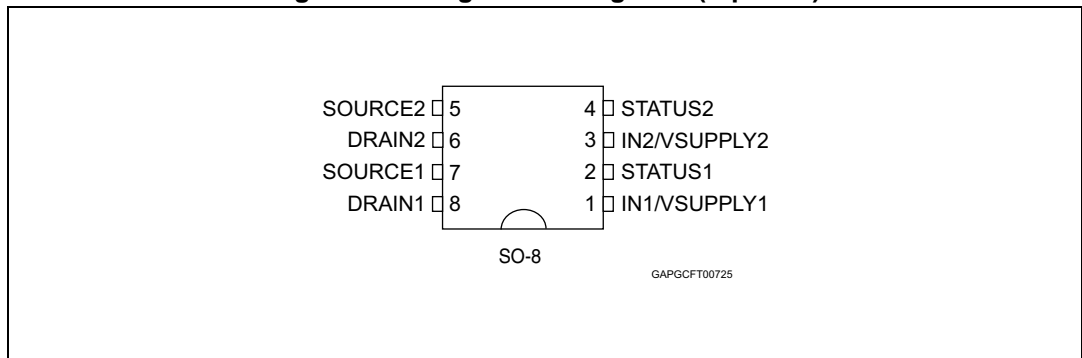 SOURCE2 5 4 STATUS2
DRAIN2 6 3 IN2/VSUPPLY2
SOURCE1 7 2 STATUS1
DRAIN1 8 1 IN1/VSUPPLY1
SO-8
GAPGCFT00725